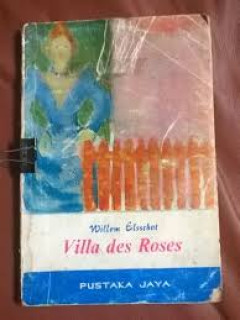 Willem Elsschot
Villa des Roses
PUSTAKA JAYA